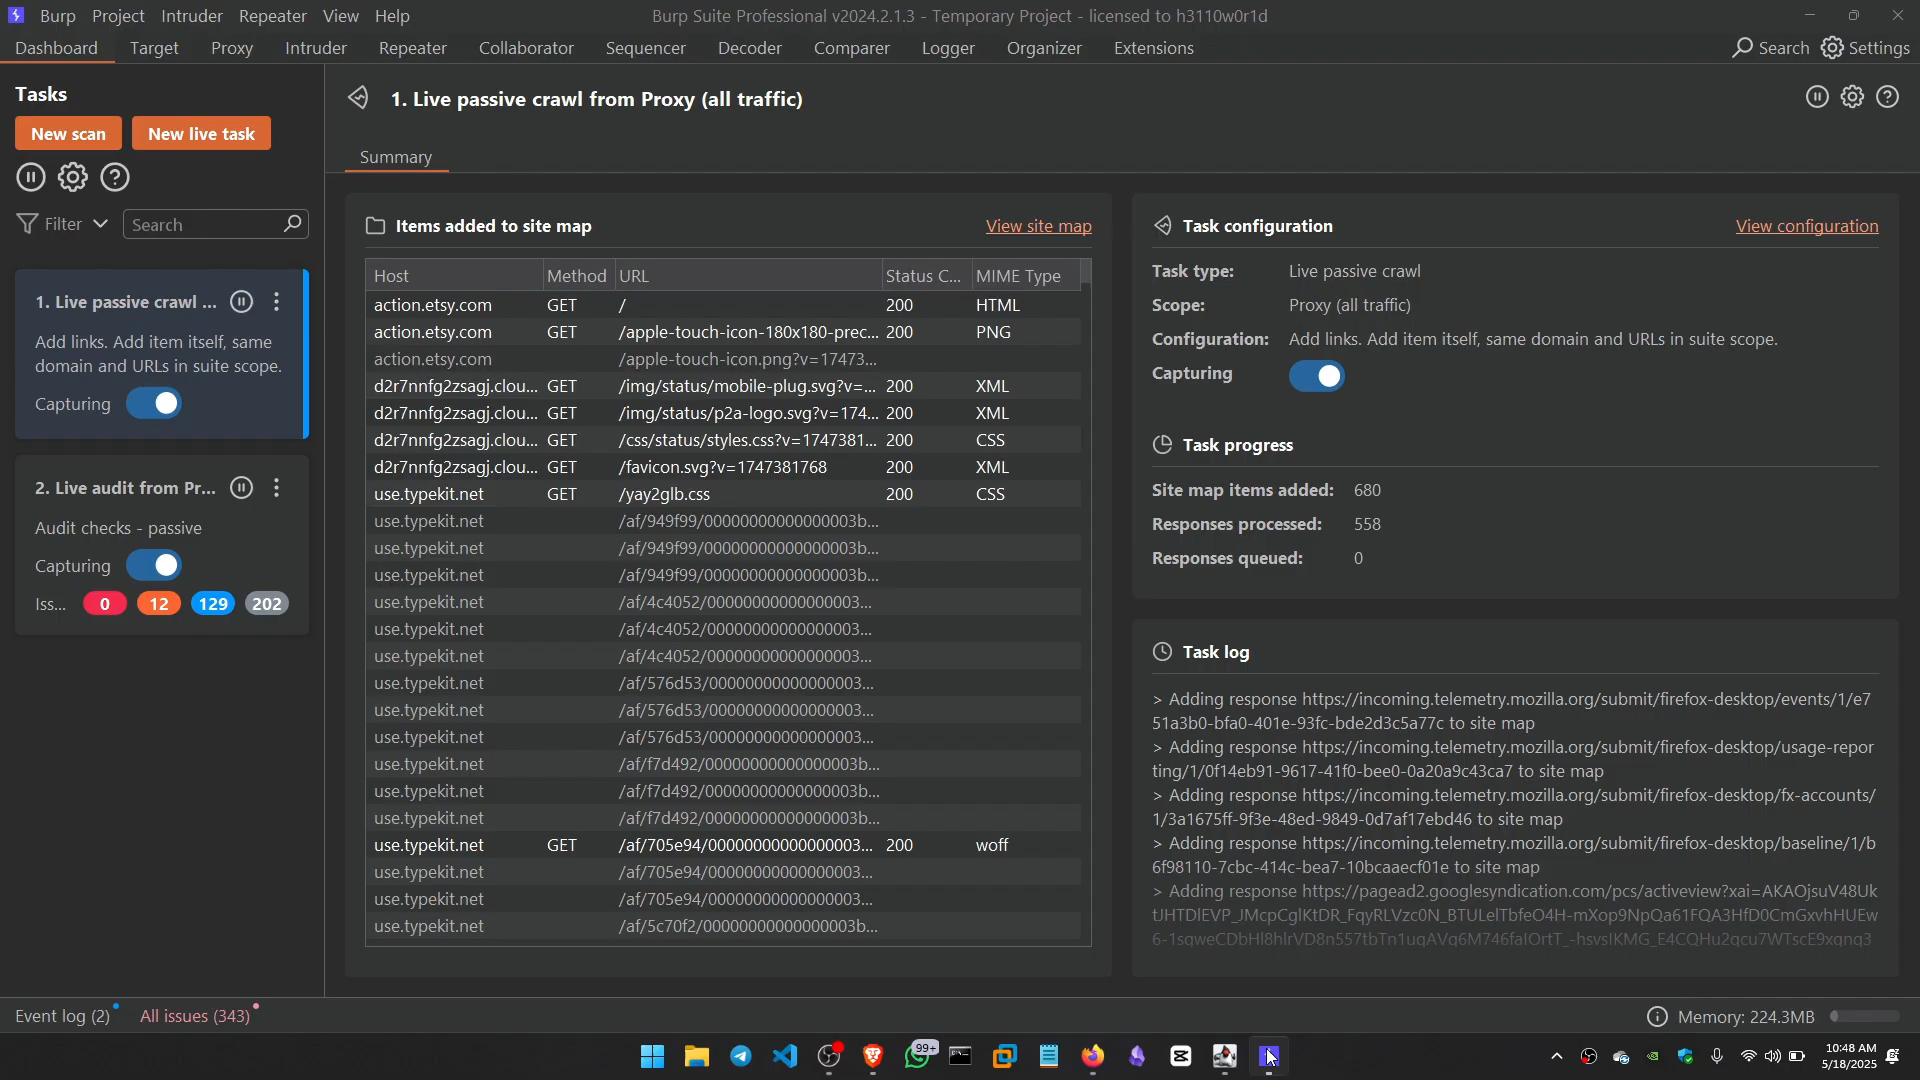 Burp Project Intruder Repeater View Help
Burp Suite Professional v2024.2.1.3 - Temporary Project - licensed to h3110w0r1d
Dashboard Target Proxy Intruder Repeater Collaborator Sequencer Decoder Comparer Logger Organizer Extensions
Search Settings
Tasks
New scan New live task
Filter Search
1. Live passive crawl ...
Add links. Add item itself, same
domain and URLs in suite scope.
Capturing
2. Live audit from Pr...
Audit checks - passive
Capturing
Iss... 0 12 129 202
1. Live passive crawl from Proxy (all traffic)
Summary
Items added to site map View site map
Host Method URL Status C... MIME Type
action.etsy.com GET / 200 HTML
action.etsy.com GET /apple-touch-icon-180x180-prec... 200 PNG
action.etsy.com /apple-touch-icon.png?v=17473...
d2r7nnfg2zsagj.clou... GET /img/status/mobile-plug.svg?v=... 200 XML
d2r7nnfg2zsagj.clou... GET /img/status/p2a-logo.svg?v=174... 200 XML
d2r7nnfg2zsagj.clou... GET /css/status/styles.css?v=1747381... 200 CSS
d2r7nnfg2zsagj.clou... GET /favicon.svg?v=1747381768 200 XML
use.typekit.net GET /yay2glb.css 200 CSS
use.typekit.net /af/949f99/00000000000000003b...
use.typekit.net /af/949f99/00000000000000003b...
use.typekit.net /af/949f99/00000000000000003b...
use.typekit.net /af/4c4052/00000000000000003...
use.typekit.net /af/4c4052/00000000000000003...
use.typekit.net /af/4c4052/00000000000000003...
use.typekit.net /af/576d53/00000000000000003...
use.typekit.net /af/576d53/00000000000000003...
use.typekit.net /af/576d53/00000000000000003...
use.typekit.net /af/f7d492/00000000000000003b...
use.typekit.net /af/f7d492/00000000000000003b...
use.typekit.net /af/f7d492/00000000000000003b...
use.typekit.net GET /af/705e94/00000000000000003... 200 woff
use.typekit.net /af/705e94/00000000000000003...
use.typekit.net /af/705e94/00000000000000003...
use.typekit.net /af/5c70f2/00000000000000003b...
Task configuration View configuration
Task type: Live passive crawl
Scope: Proxy (all traffic)
Configuration: Add links. Add item itself, same domain and URLs in suite scope.
Capturing
Task progress
Site map items added: 680
Responses processed: 558
Responses queued: 0
Task log
> Adding response https://incoming.telemetry.mozilla.org/submit/firefox-desktop/events/1/e7
51a3b0-bfa0-401e-93fc-bde2d3c5a77c to site map
> Adding response https://incoming.telemetry.mozilla.org/submit/firefox-desktop/usage-repor
ting/1/0f14eb91-9617-41f0-bee0-0a20a9c43ca7 to site map
> Adding response https://incoming.telemetry.mozilla.org/submit/firefox-desktop/fx-accounts/
1/3a1675ff-9f3e-48ed-9849-0d7af17ebd46 to site map
> Adding response https://incoming.telemetry.mozilla.org/submit/firefox-desktop/baseline/1/b
6f98110-7cbc-414c-bea7-10bcaaecf01e to site map
> Adding response https://pagead2.googlesyndication.com/pcs/activeview?xai=AKAOjsuV48Uk
Event log (2) All issues (343)
Memory: 224.3MB
99+
10:48 AM
5/18/2025